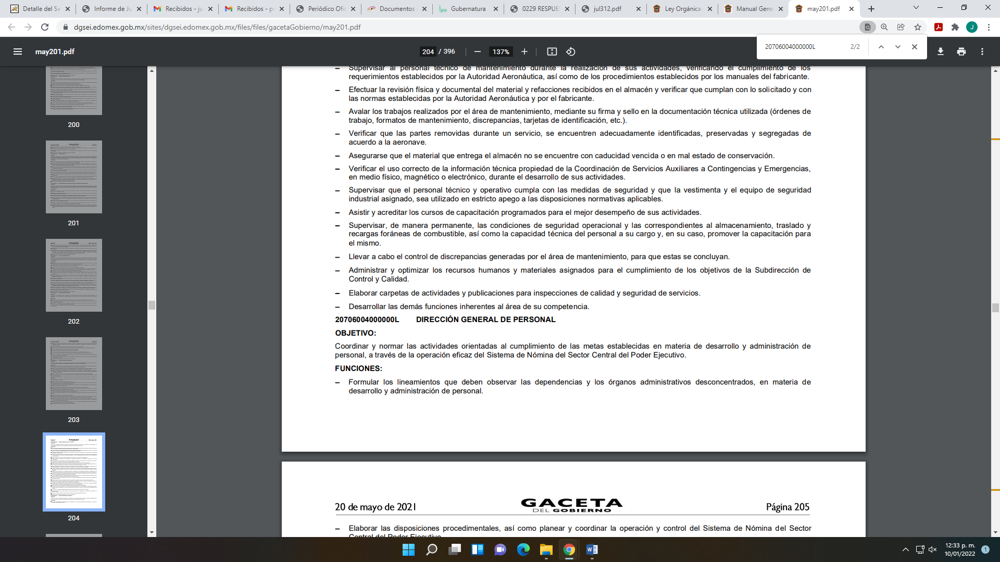 Detalle del Se
Informe de Ju
Recibidos - ju
Recibidos - po
Periódico Ofic
Documentos
Gubernatura
0229 RESPUE
jul312.pdf
Ley Orgánica
Manual Gene
may201.pdf
dgsei.edomex.gob.mx/sites/dgsei.edomex.gob.mx/files/files/gacetaGobierno/may201.pdf
J
may201.pdf
204 / 396
137%
20706004000000L 2/2
200
201
202
203
204
– Supervisar al personal técnico de mantenimiento durante la realización de sus actividades, verificando el cumplimiento de los
requerimientos establecidos por la Autoridad Aeronáutica, así como de los procedimientos establecidos por los manuales del fabricante.
– Efectuar la revisión física y documental del material y refacciones recibidos en el almacén y verificar que cumplan con lo solicitado y con
las normas establecidas por la Autoridad Aeronáutica y por el fabricante.
– Avalar los trabajos realizados por el área de mantenimiento, mediante su firma y sello en la documentación técnica utilizada (órdenes de
trabajo, formatos de mantenimiento, discrepancias, tarjetas de identificación, etc.).
– Verificar que las partes removidas durante un servicio, se encuentren adecuadamente identificadas, preservadas y segregadas de
acuerdo a la aeronave.
– Asegurarse que el material que entrega el almacén no se encuentre con caducidad vencida o en mal estado de conservación.
– Verificar el uso correcto de la información técnica propiedad de la Coordinación de Servicios Auxiliares a Contingencias y Emergencias,
en medio físico, magnético o electrónico, durante el desarrollo de sus actividades.
– Supervisar que el personal técnico y operativo cumpla con las medidas de seguridad y que la vestimenta y el equipo de seguridad
industrial asignado, sea utilizado en estricto apego a las disposiciones normativas aplicables.
– Asistir y acreditar los cursos de capacitación programados para el mejor desempeño de sus actividades.
– Supervisar, de manera permanente, las condiciones de seguridad operacional y las correspondientes al almacenamiento, traslado y
recargas foráneas de combustible, así como la capacidad técnica del personal a su cargo y, en su caso, promover la capacitación para
el mismo.
– Llevar a cabo el control de discrepancias generadas por el área de mantenimiento, para que estas se concluyan.
– Administrar y optimizar los recursos humanos y materiales asignados para el cumplimiento de los objetivos de la Subdirección de
Control y Calidad.
– Elaborar carpetas de actividades y publicaciones para inspecciones de calidad y seguridad de servicios.
– Desarrollar las demás funciones inherentes al área de su competencia.
20706004000000L DIRECCIÓN GENERAL DE PERSONAL
OBJETIVO:
Coordinar y normar las actividades orientadas al cumplimiento de las metas establecidas en materia de desarrollo y administración de
personal, a través de la operación eficaz del Sistema de Nómina del Sector Central del Poder Ejecutivo.
FUNCIONES:
– Formular los lineamientos que deben observar las dependencias y los órganos administrativos desconcentrados, en materia de
desarrollo y administración de personal.
20 de mayo de 2021
GACETA
DEL GOBIERNO
Página 205
– Elaborar las disposiciones procedimentales, así como planear y coordinar la operación y control del Sistema de Nómina del Sector
Central del Poder Ejecutivo.
12:33 p. m.
10/01/2022
1